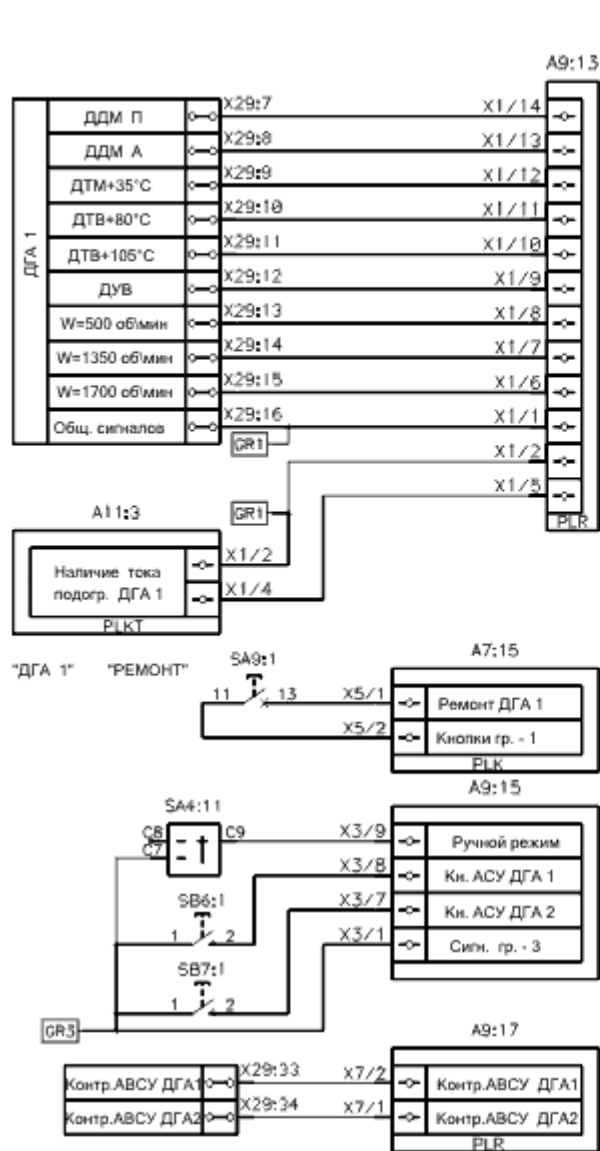 A9:13
ДГА 1
ДДМ П X29:7 X1/14
ДДМ А X29:8 X1/13
ДТМ+35°С X29:9 X1/12
ДТВ+80°С X29:10 X1/11
ДТВ+105°С X29:11 X1/10
ДУВ X29:12 X1/9
W=500 об\мин X29:13 X1/8
W=1350 об\мин X29:14 X1/7
W=1700 об\мин X29:15 X1/6
Общ. сигналов X29:16 X1/1
GR1
X1/2
X1/5
PLR
A11:3
GR1
Наличие тока X1/2
подогр. ДГА 1 X1/4
PLKT
"ДГА 1" "РЕМОНТ"
SA9:1
A7:15
11 13 X5/1 Ремонт ДГА 1
X5/2 Кнопки гр. - 1
PLK
A9:15
SA4:11
C8 C9 X3/9 Ручной режим
C7
X3/8 Кн. АСУ ДГА 1
SB6:1
1 2 X3/7 Кн. АСУ ДГА 2
X3/1 Сигн. гр. - 3
SB7:1
1 2
GR3
A9:17
Контр.АВСУ ДГА1 X29:33 X7/2 Контр.АВСУ ДГА1
Контр.АВСУ ДГА2 X29:34 X7/1 Контр.АВСУ ДГА2
PLR